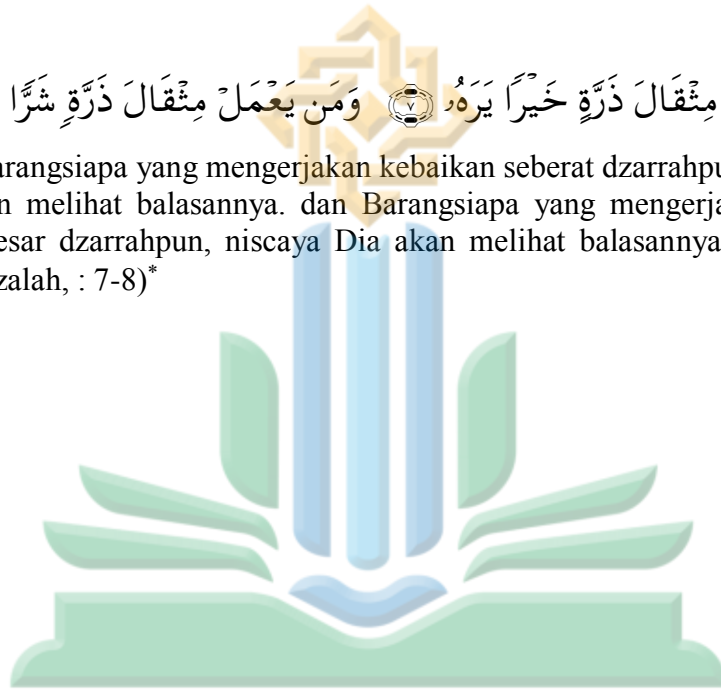 مِثْقَالَ ذَرَّةٍ خَيْرًا يَرَهُۥ ۝٧ وَمَن يَعْمَلْ مِثْقَالَ ذَرَّةٍ شَرًّا
arangsiapa yang mengerjakan kebaikan seberat dzarrahpu
n melihat balasannya. dan Barangsiapa yang mengerja
esar dzarrahpun, niscaya Dia akan melihat balasannya
zalah, : 7-8)*